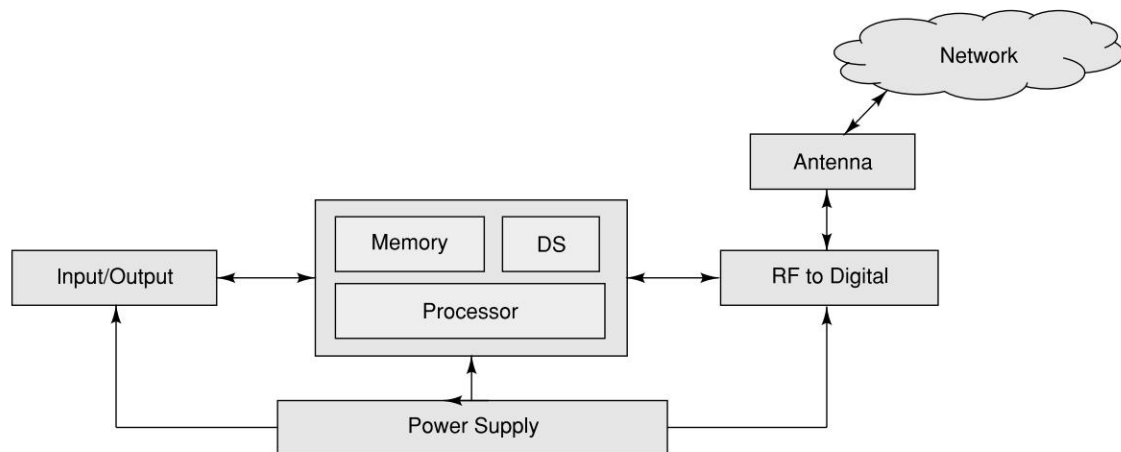 Network
Antenna
Memory
DS
Input/Output
RF to Digital
Processor
Power Supply